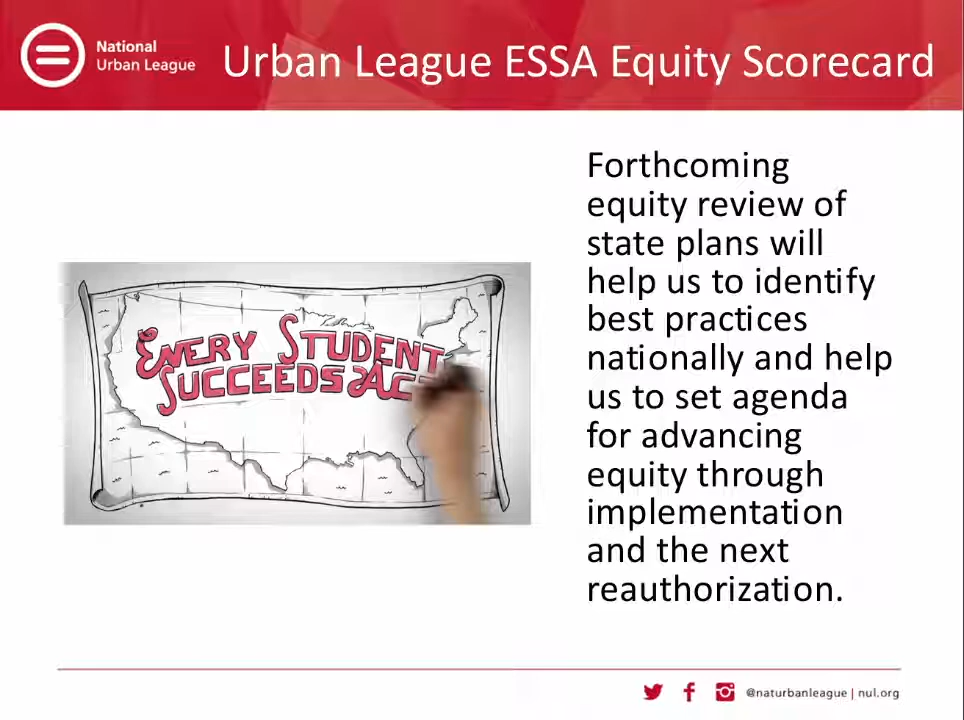 National
Urban League
Urban League ESSA Equity Scorecard
EVERY STUDENT
SUCCEEDS AC
Forthcoming
equity review of
state plans will
help us to identify
best practices
nationally and help
us to set agenda
for advancing
equity through
implementation
and the next
reauthorization.
@naturbanleague | nul.org